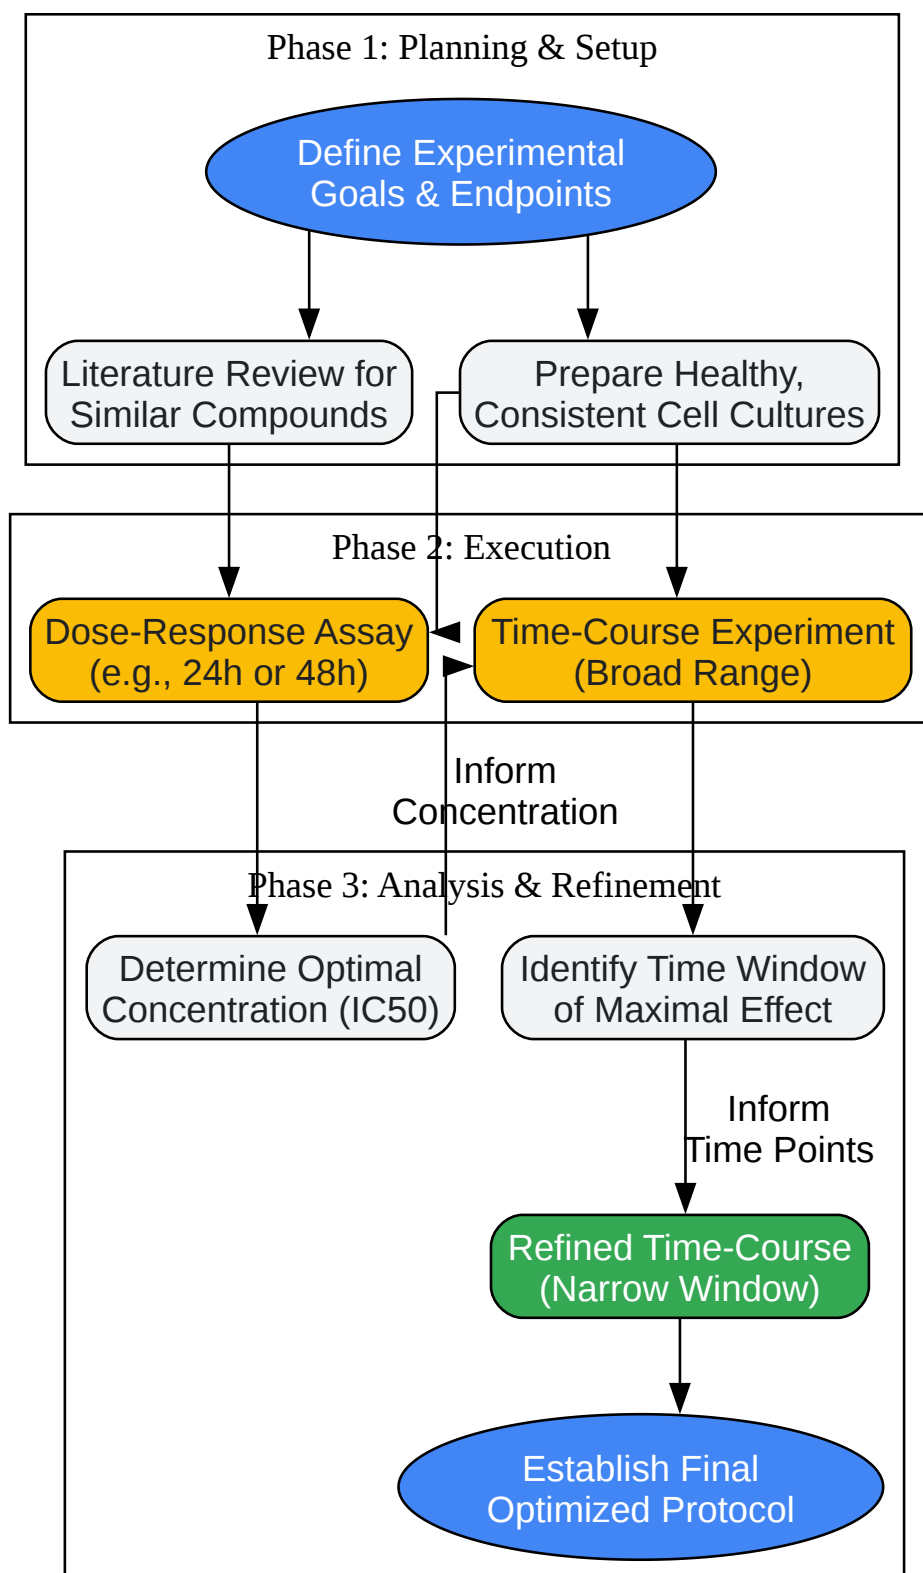 Phase 1: Planning & Setup
Define Experimental
Goals & Endpoints
Literature Review for
Similar Compounds
Prepare Healthy,
Consistent Cell Cultures
Phase 2: Execution
Dose-Response Assay
(e.g., 24h or 48h)
Time-Course Experiment
(Broad Range)
Inform
Concentration
Phase 3: Analysis & Refinement
Determine Optimal
Concentration (IC50)
Identify Time Window
of Maximal Effect
Inform
Time Points
Refined Time-Course
(Narrow Window)
Establish Final
Optimized Protocol